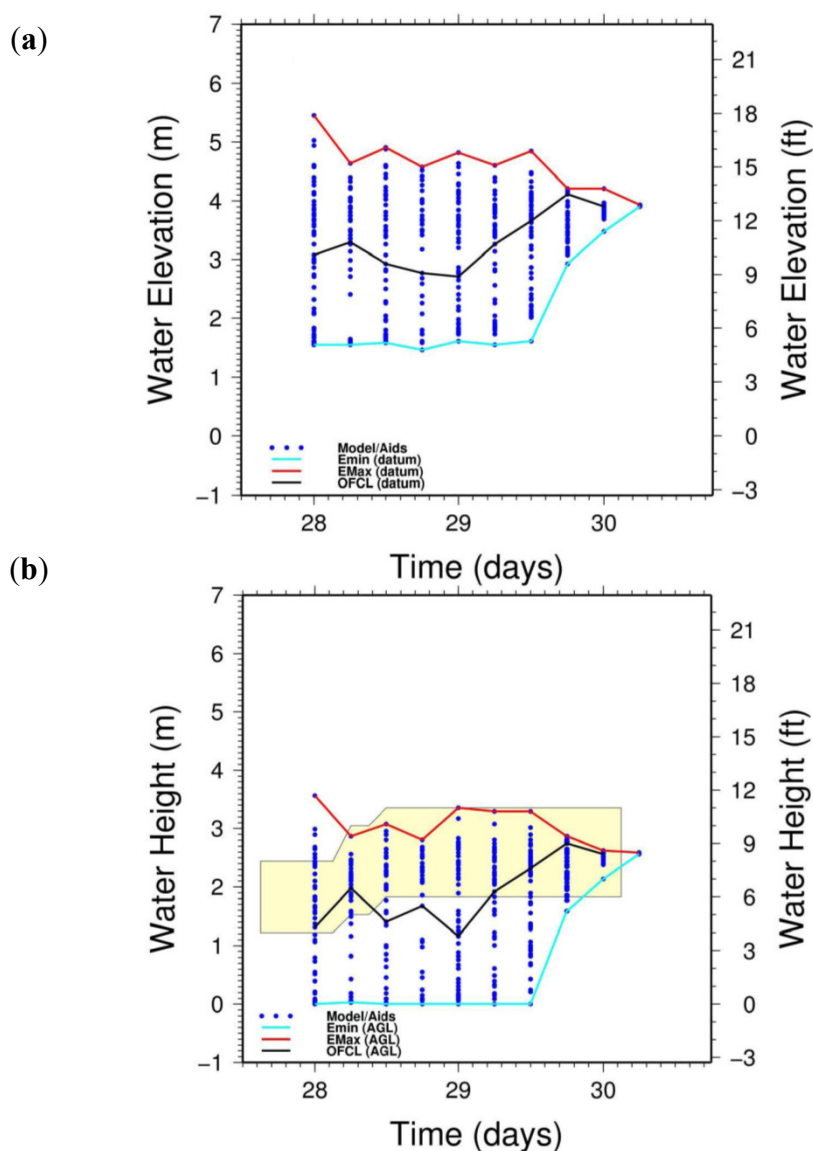 (a)
Water Elevation (m)
7
6
5
4
3
2
1
0
−1
21
18
15
12
9
6
3
0
−3
Water Elevation (ft)
Model/Aids
Emin (datum)
EMax (datum)
OFCL (datum)
28 29 30
Time (days)
(b)
Water Height (m)
7
6
5
4
3
2
1
0
−1
21
18
15
12
9
6
3
0
−3
Water Height (ft)
Model/Aids
Emin (AGL)
EMax (AGL)
OFCL (AGL)
28 29 30
Time (days)